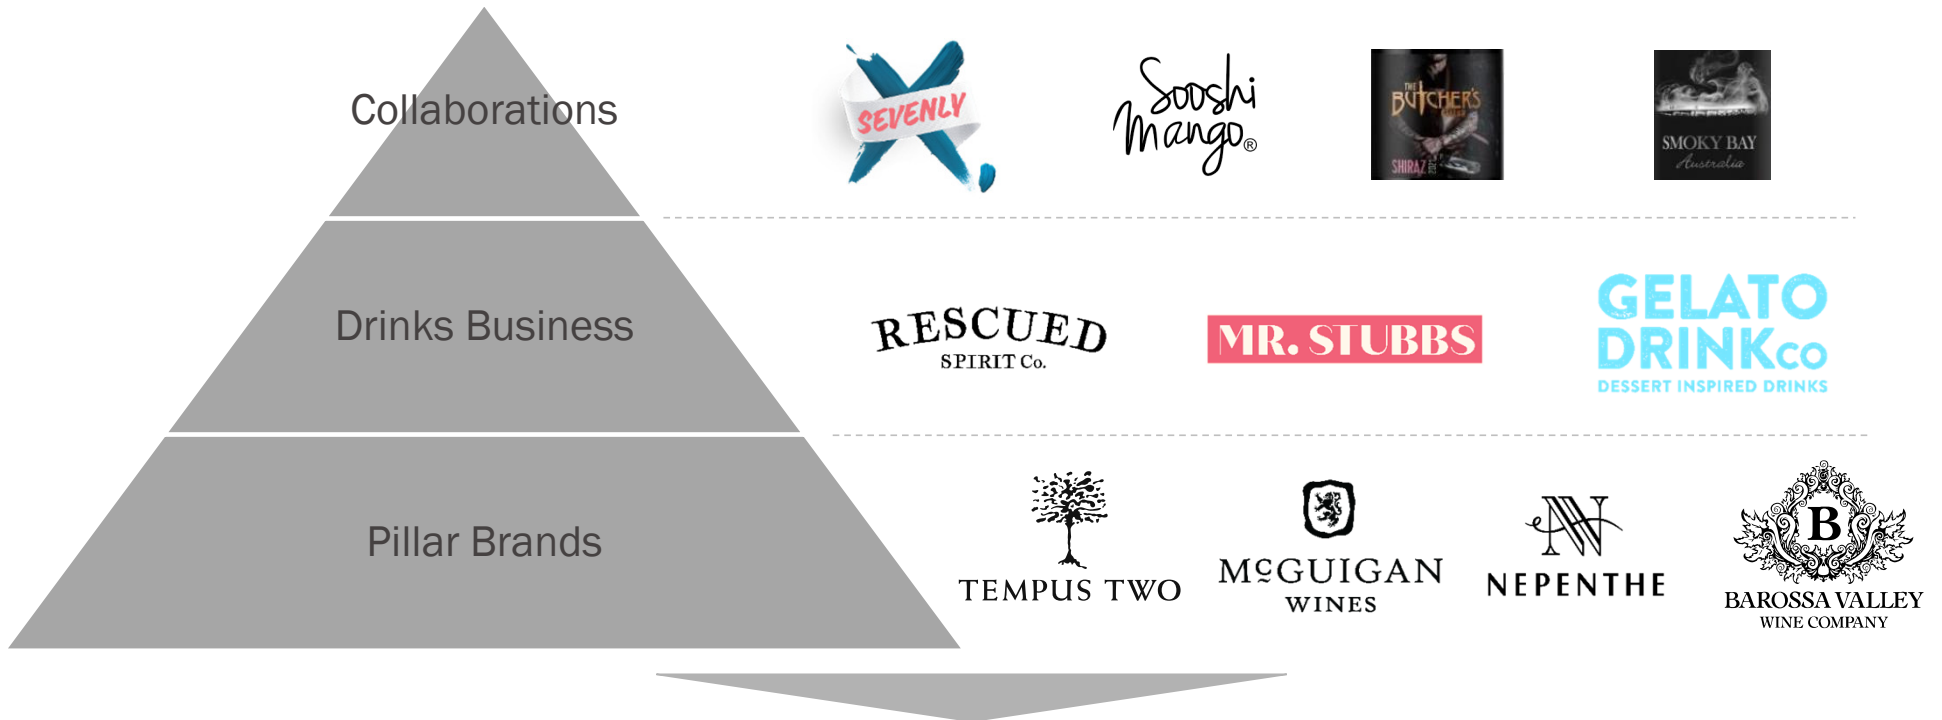 Collaborations
SEVENLY
Sooshi
Mango®
THE
BUTCHER'S
SHIRAZ
SMOKY BAY
Australia
Drinks Business
RESCUED
SPIRIT Co.
MR. STUBBS
GELATO
DRINKCO
DESSERT INSPIRED DRINKS
Pillar Brands
TEMPUS TWO
McGUIGAN
WINES
N
NEPENTHE
B
BAROSSA VALLEY
WINE COMPANY